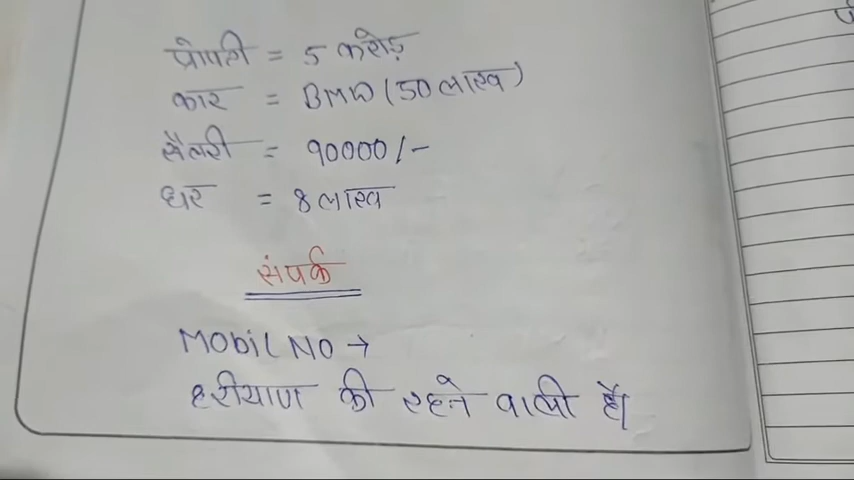 प्रोपर्टी = 5 करोड़
कार = BMW (50 लाख)
सैलरी = 90000/-
घर = 8 लाख
संपर्क
Mobil NO →
हरीयाण की रहने वाली है।